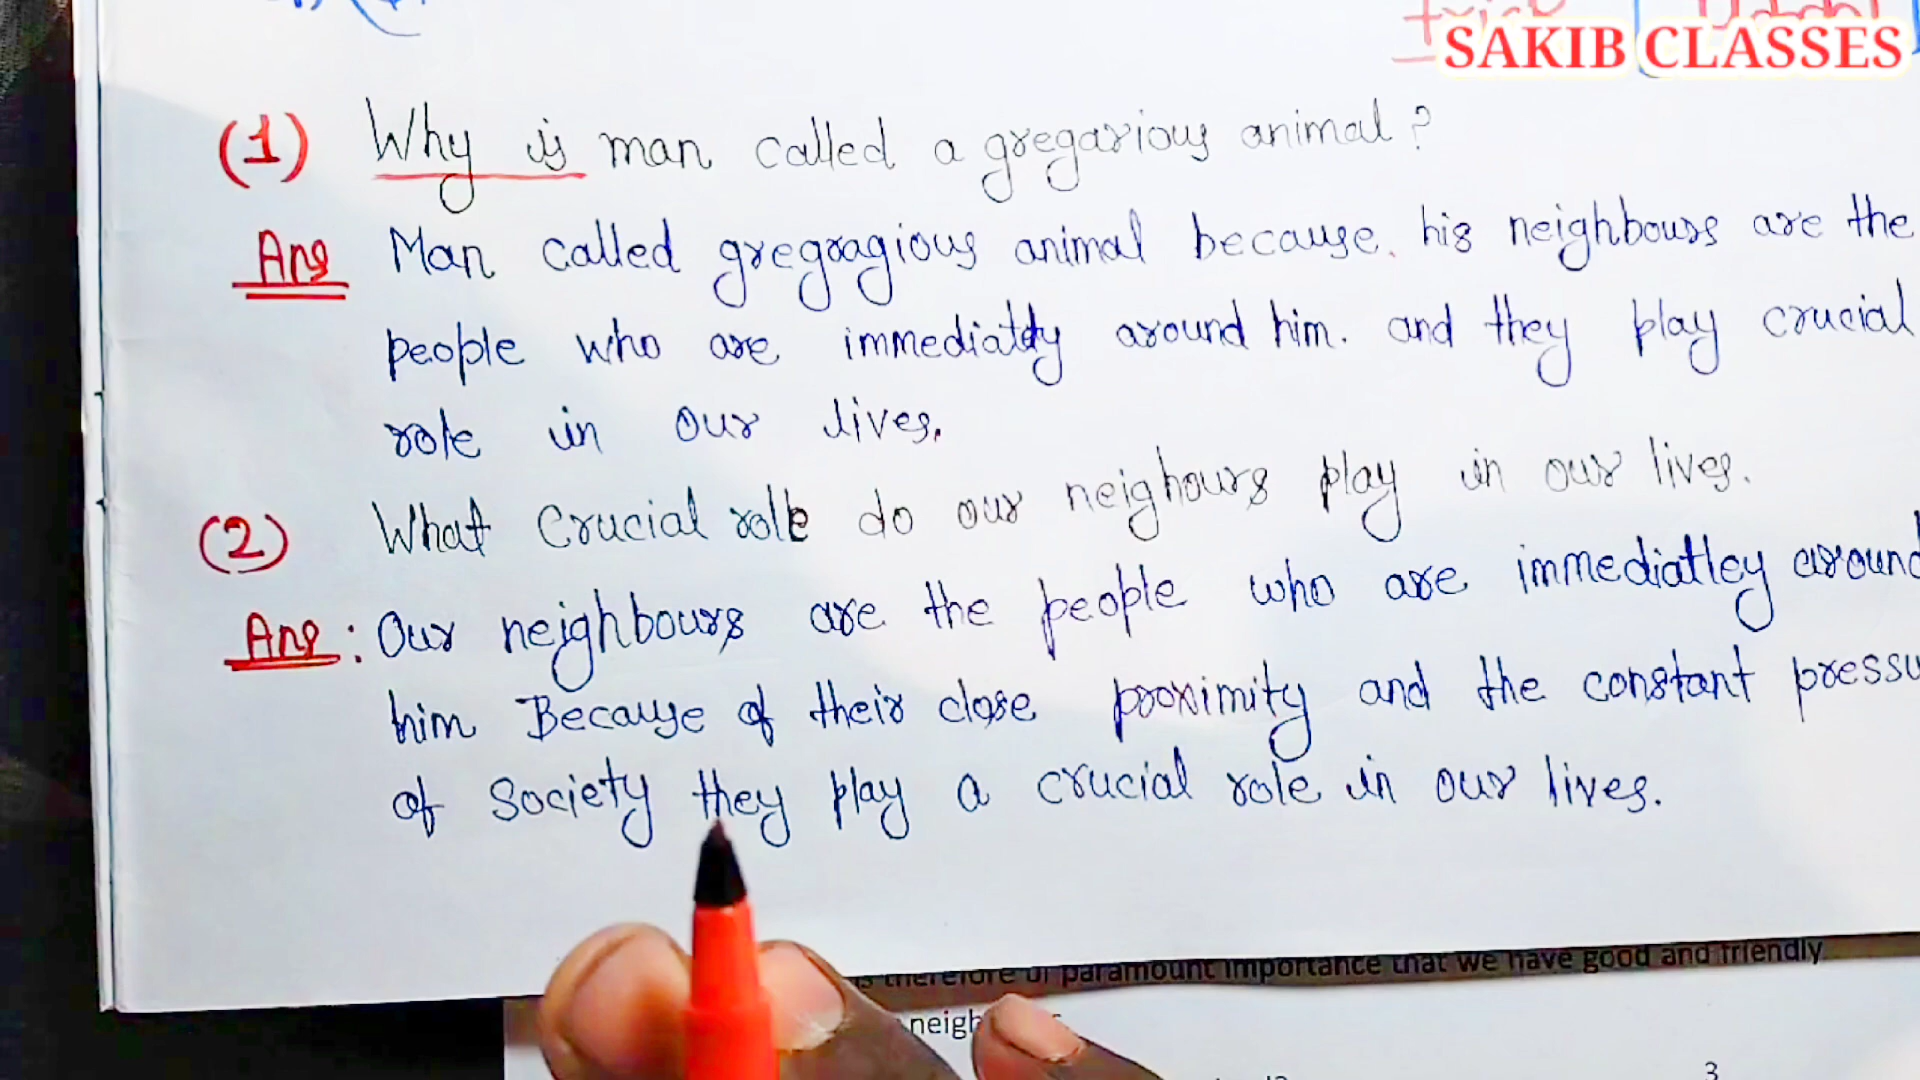 SAKIB CLASSES
(1) Why is man called a gregarious animal?
Ans Man called gregragious animal because. his neighbours are the
people who are immediatdy around him. and they play crucial
role in our lives.
(2) What Crucial role do our neighours play in our lives.
Ans: Our neighbours are the people who are immediatley around
him Because of their close proximity and the constant pressu
of Society they play a crucial role in our lives.
is therefore of paramount importance that we have good and friendly
neigh
3